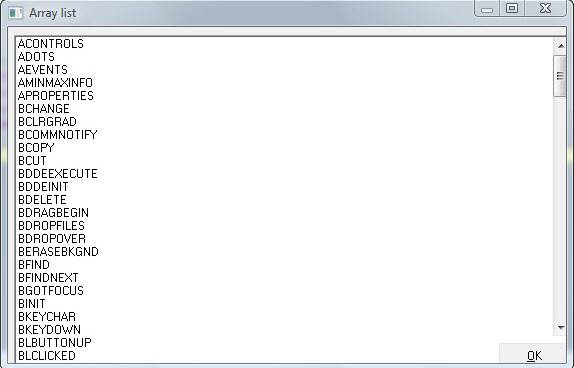 Array list
ACONTROLS
ADOTS
AEVENTS
AMINMAXINFO
APROPERTIES
BCHANGE
BCLRGRAD
BCOMMNOTIFY
BCOPY
BCUT
BDDEEXECUTE
BDDEINIT
BDELETE
BDRAGBEGIN
BDROPFILES
BDROPOVER
BERASEBKGND
BFIND
BFINDNEXT
BGOTFOCUS
BINIT
BKEYCHAR
BKEYDOWN
BLBUTTONUP
BLCLICKED
OK